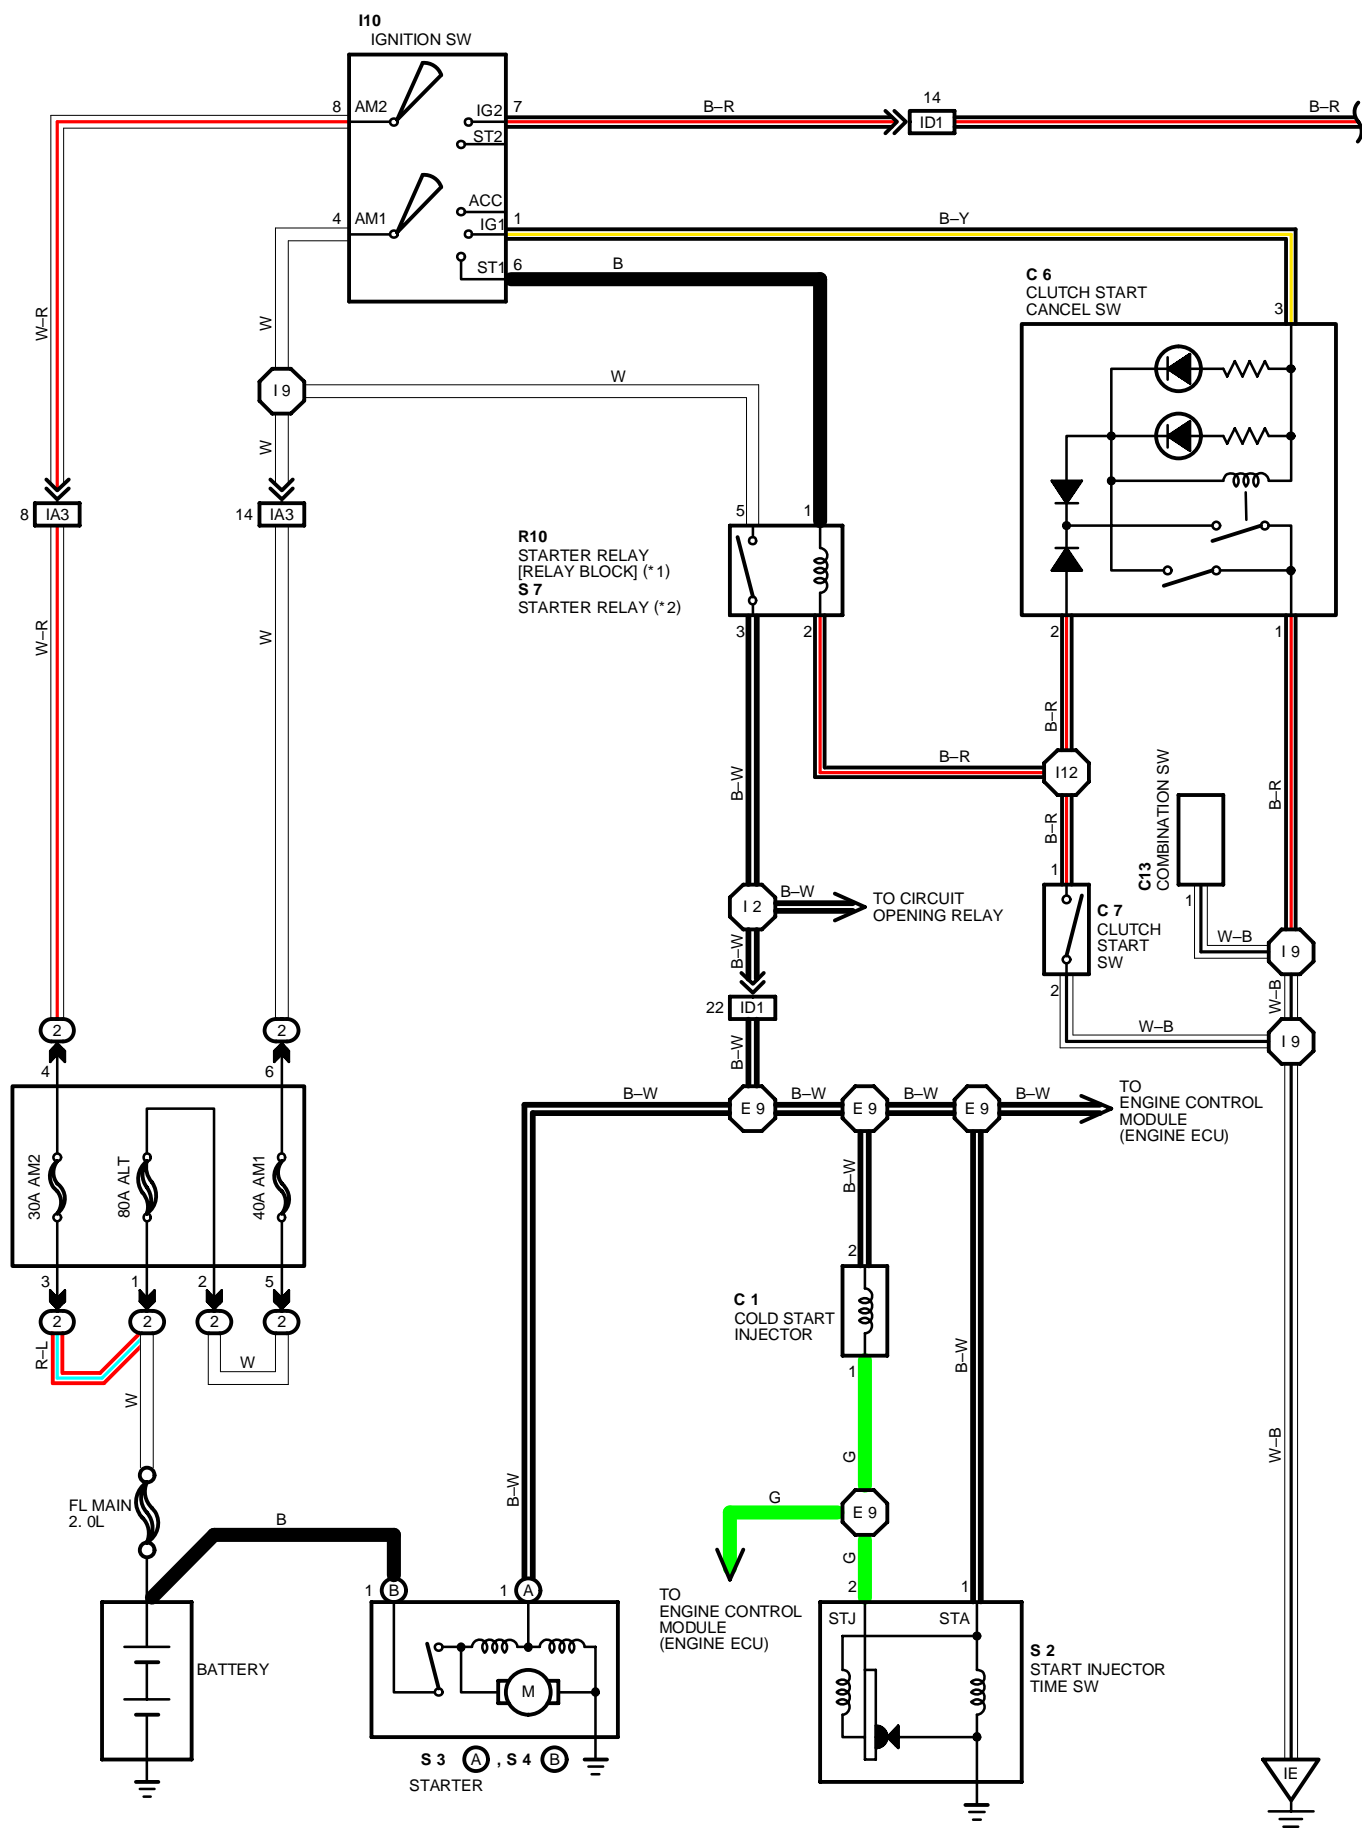 I10
IGNITION SW
8 AM2
IG2 7
B–R
14
ID1
B–R
ST2
ACC
4 AM1
IG1 1
B–Y
ST1 6
B
C 6
CLUTCH START
CANCEL SW
3
W–R
W
I 9
W
W
8 IA3
14 IA3
5
1
R10
STARTER RELAY
[RELAY BLOCK] (*1)
S 7
STARTER RELAY (*2)
3
2
2
1
W–R
W
B–R
B–W
B–R
I12
B–R
B–R
COMBINATION SW
C13
1
1
I 2
B–W
TO CIRCUIT
OPENING RELAY
C 7
CLUTCH
START
SW
B–W
W–B
I 9
2
22 ID1
W–B
W–B
I 9
2
2
B–W
4
6
B–W
E 9
B–W
E 9
B–W
E 9
B–W
TO
ENGINE CONTROL
MODULE
(ENGINE ECU)
30A AM2
80A ALT
40A AM1
B–W
3
1
2
5
2
2
2
2
2
R–L
W
W
C 1
COLD START
INJECTOR
1
B–W
W–B
FL MAIN
2. 0L
B
B–W
G
G
E 9
G
1 B
1 A
2
1
TO
ENGINE CONTROL
MODULE
(ENGINE ECU)
STJ
STA
S 2
START INJECTOR
TIME SW
BATTERY
M
S 3 A , S 4 B
STARTER
IE